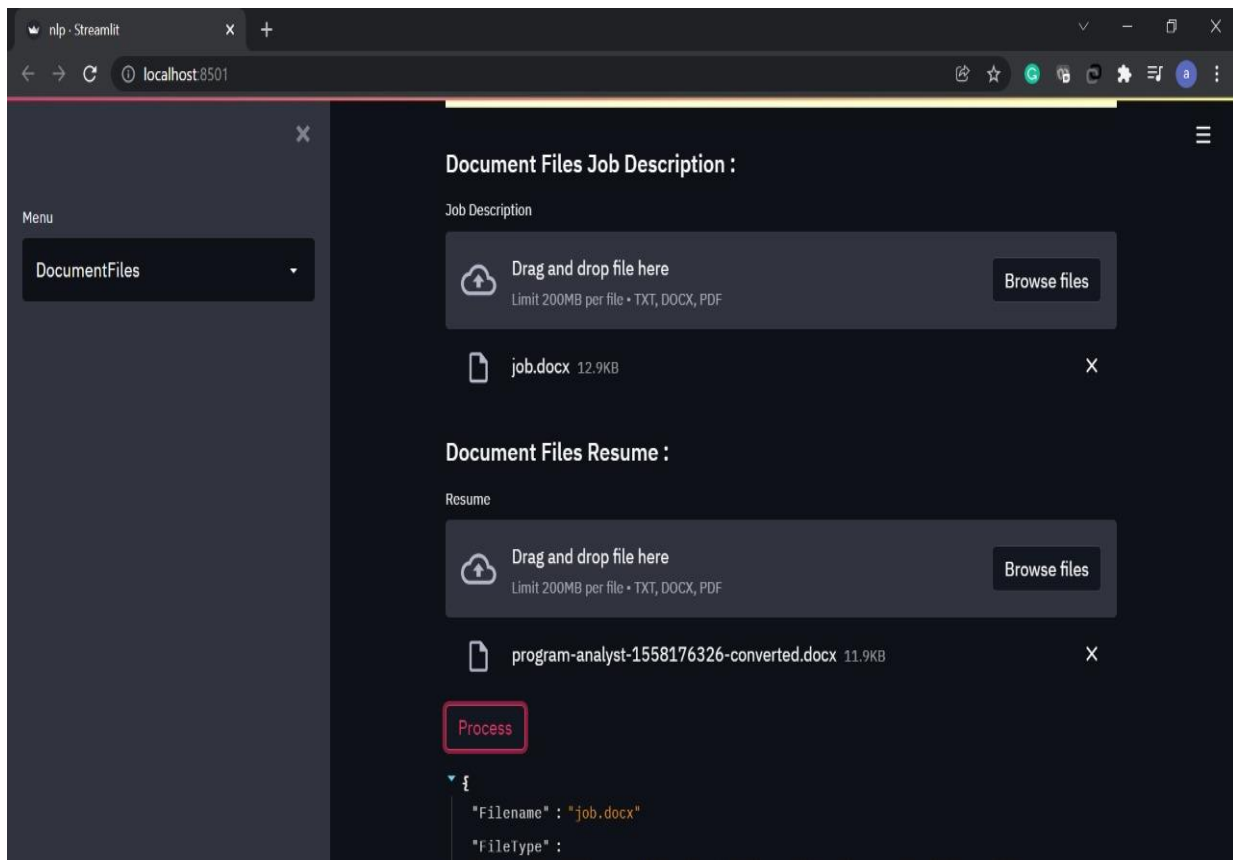 nlp · Streamlit
localhost:8501
G
a
Menu
DocumentFiles
Document Files Job Description :
Job Description
Drag and drop file here
Limit 200MB per file • TXT, DOCX, PDF
Browse files
job.docx 12.9KB
Document Files Resume :
Resume
Drag and drop file here
Limit 200MB per file • TXT, DOCX, PDF
Browse files
program-analyst-1558176326-converted.docx 11.9KB
Process
{
"Filename" : "job.docx"
"FileType" :